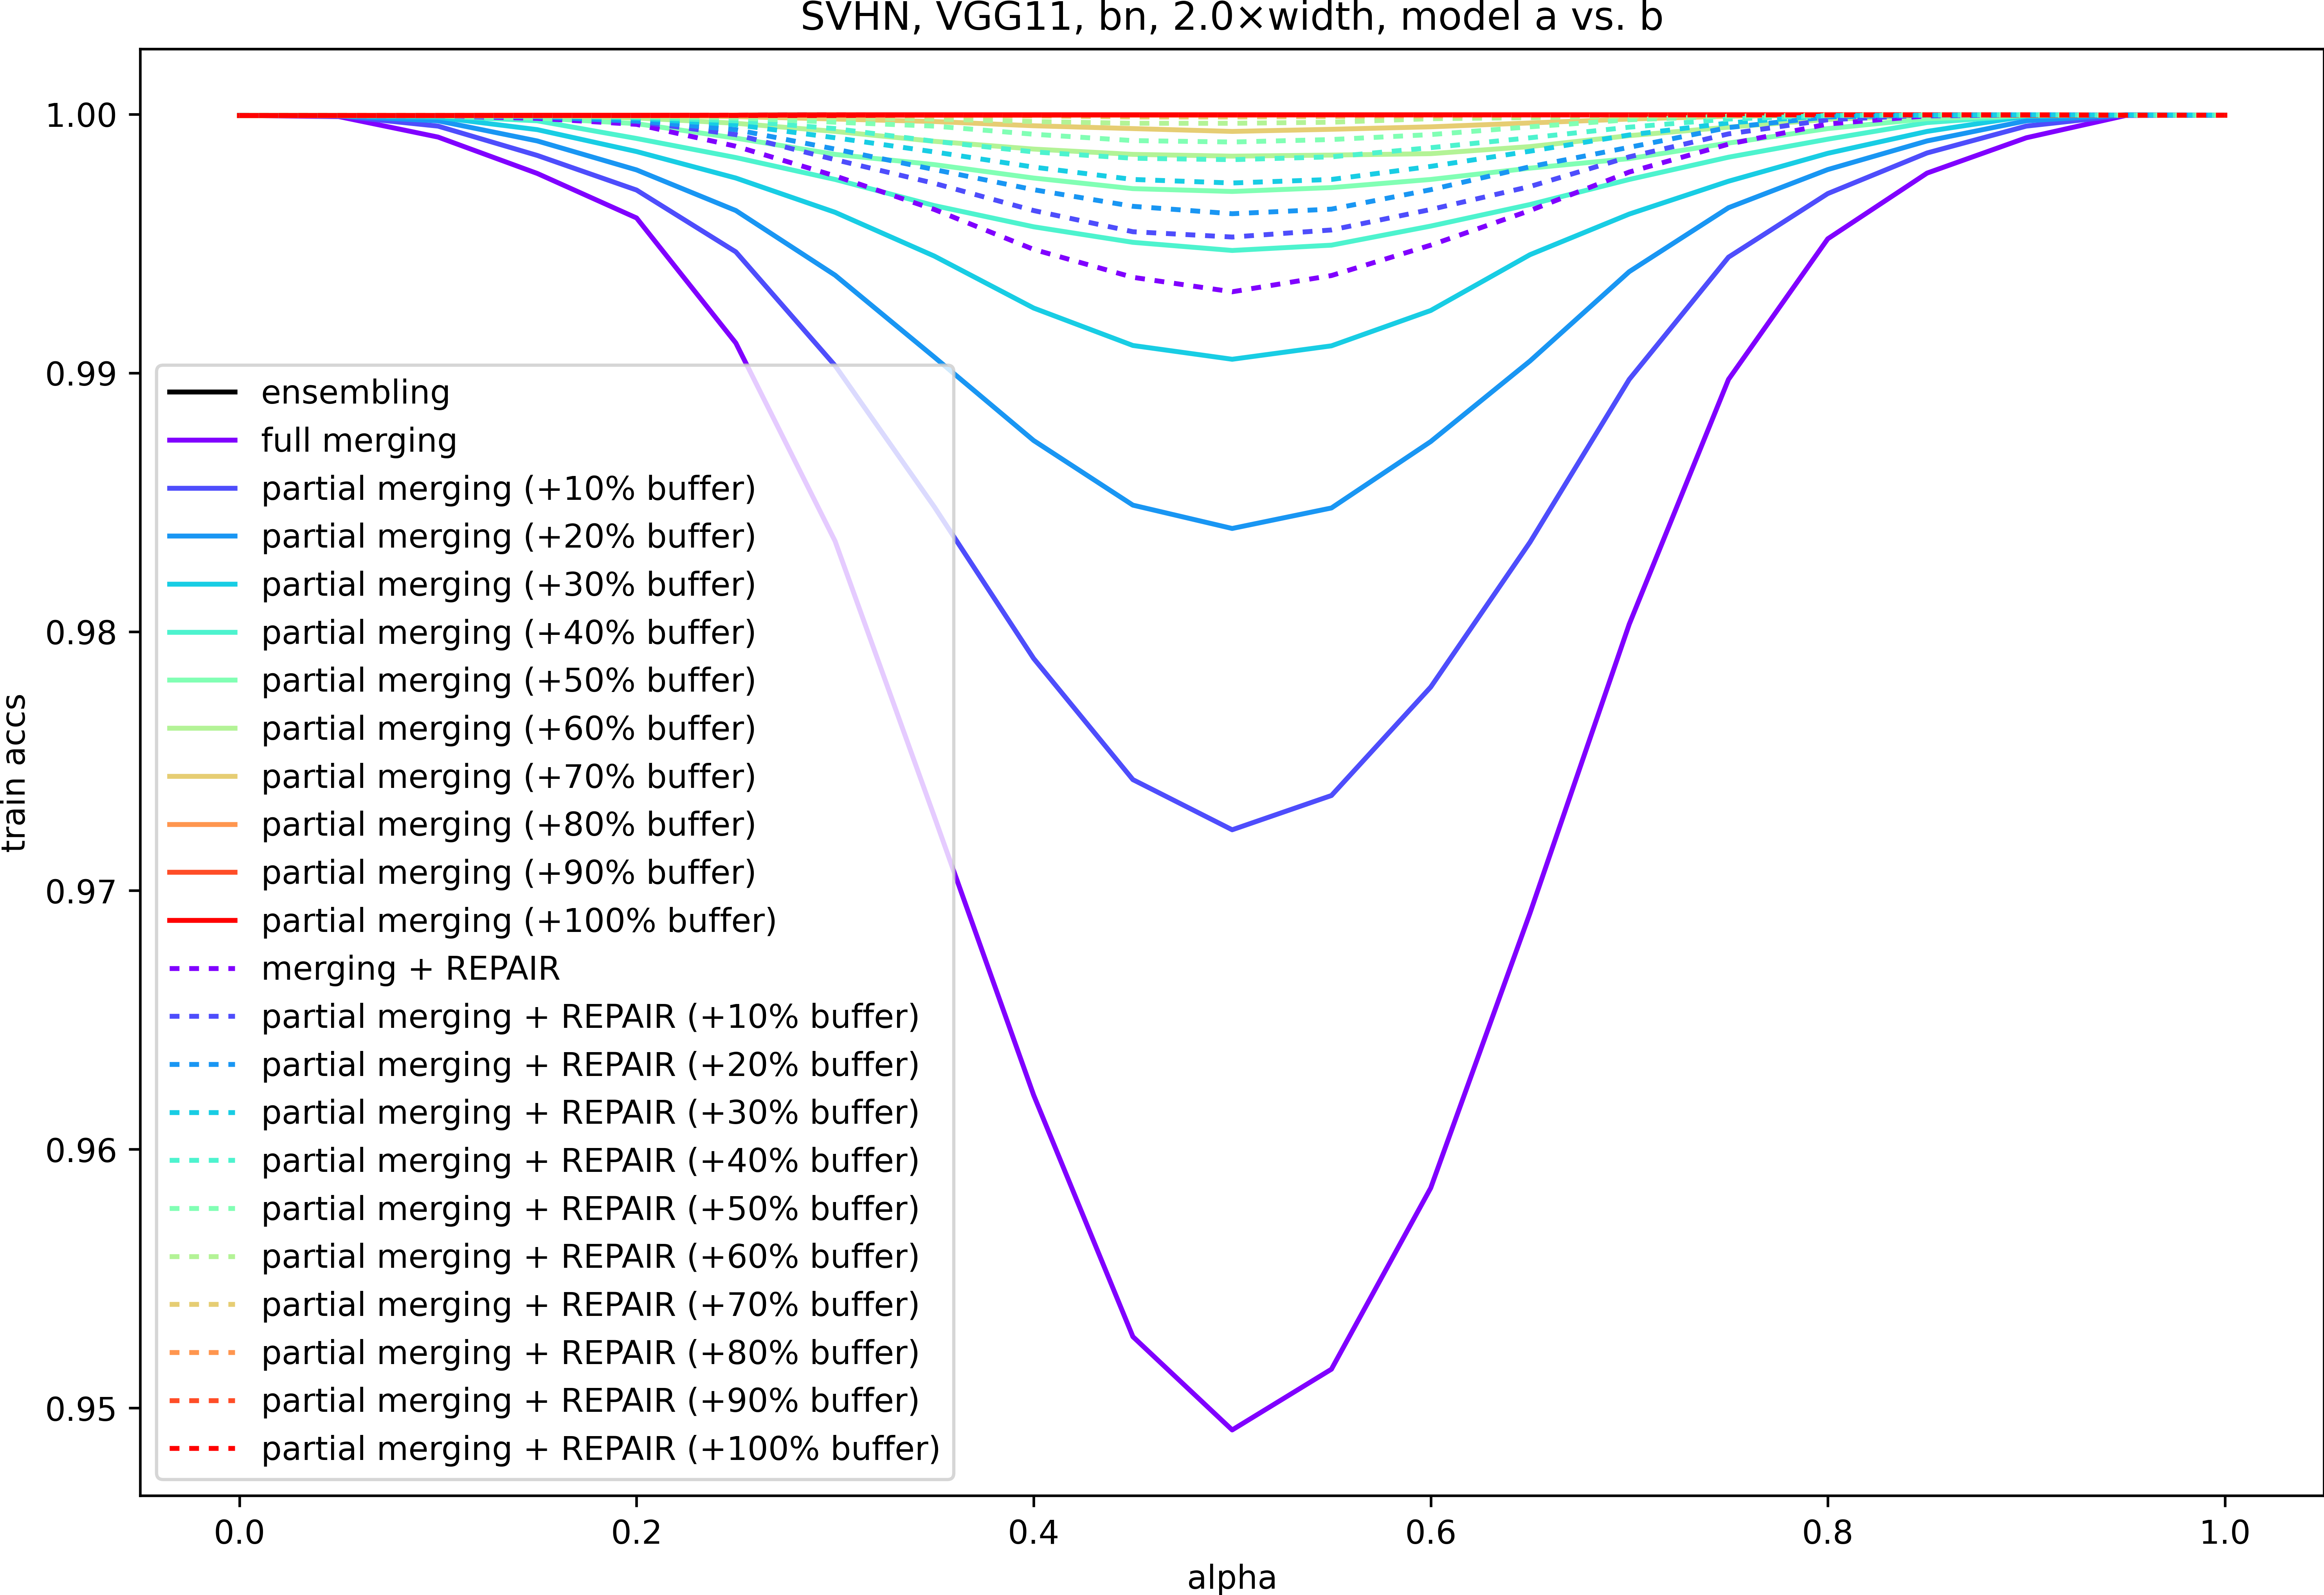 SVHN, VGG11, bn, 2.0×width, model a vs. b
1.00
0.99
0.98
0.97
0.96
0.95
train accs
ensembling
full merging
partial merging (+10% buffer)
partial merging (+20% buffer)
partial merging (+30% buffer)
partial merging (+40% buffer)
partial merging (+50% buffer)
partial merging (+60% buffer)
partial merging (+70% buffer)
partial merging (+80% buffer)
partial merging (+90% buffer)
partial merging (+100% buffer)
merging + REPAIR
partial merging + REPAIR (+10% buffer)
partial merging + REPAIR (+20% buffer)
partial merging + REPAIR (+30% buffer)
partial merging + REPAIR (+40% buffer)
partial merging + REPAIR (+50% buffer)
partial merging + REPAIR (+60% buffer)
partial merging + REPAIR (+70% buffer)
partial merging + REPAIR (+80% buffer)
partial merging + REPAIR (+90% buffer)
partial merging + REPAIR (+100% buffer)
0.0 0.2 0.4 0.6 0.8 1.0
alpha